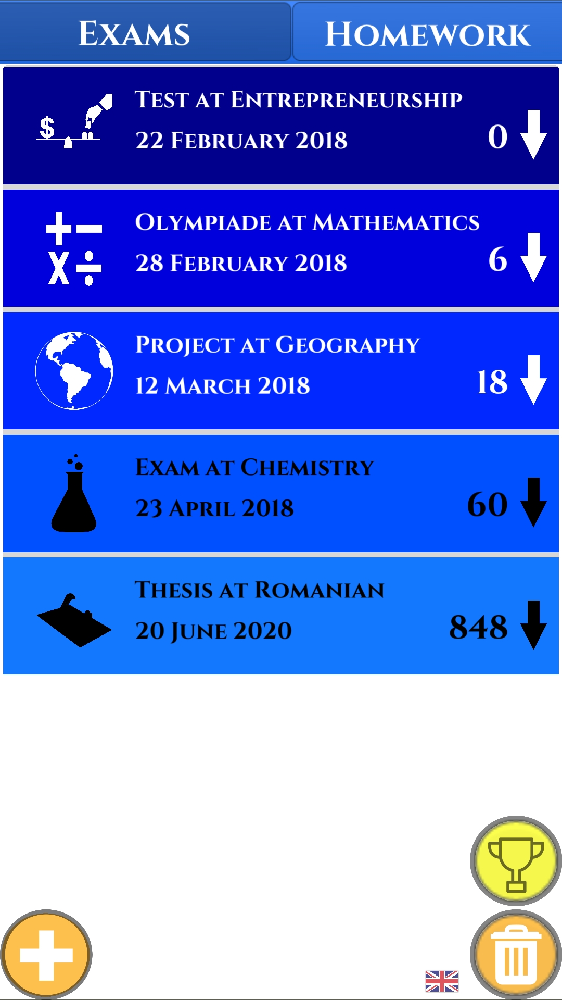 Exams
Homework
Test at Entrepreneurship
22 February 2018
0
Olympiade at Mathematics
28 February 2018
6
Project at Geography
12 March 2018
18
Exam at Chemistry
23 April 2018
60
Thesis at Romanian
20 June 2020
848